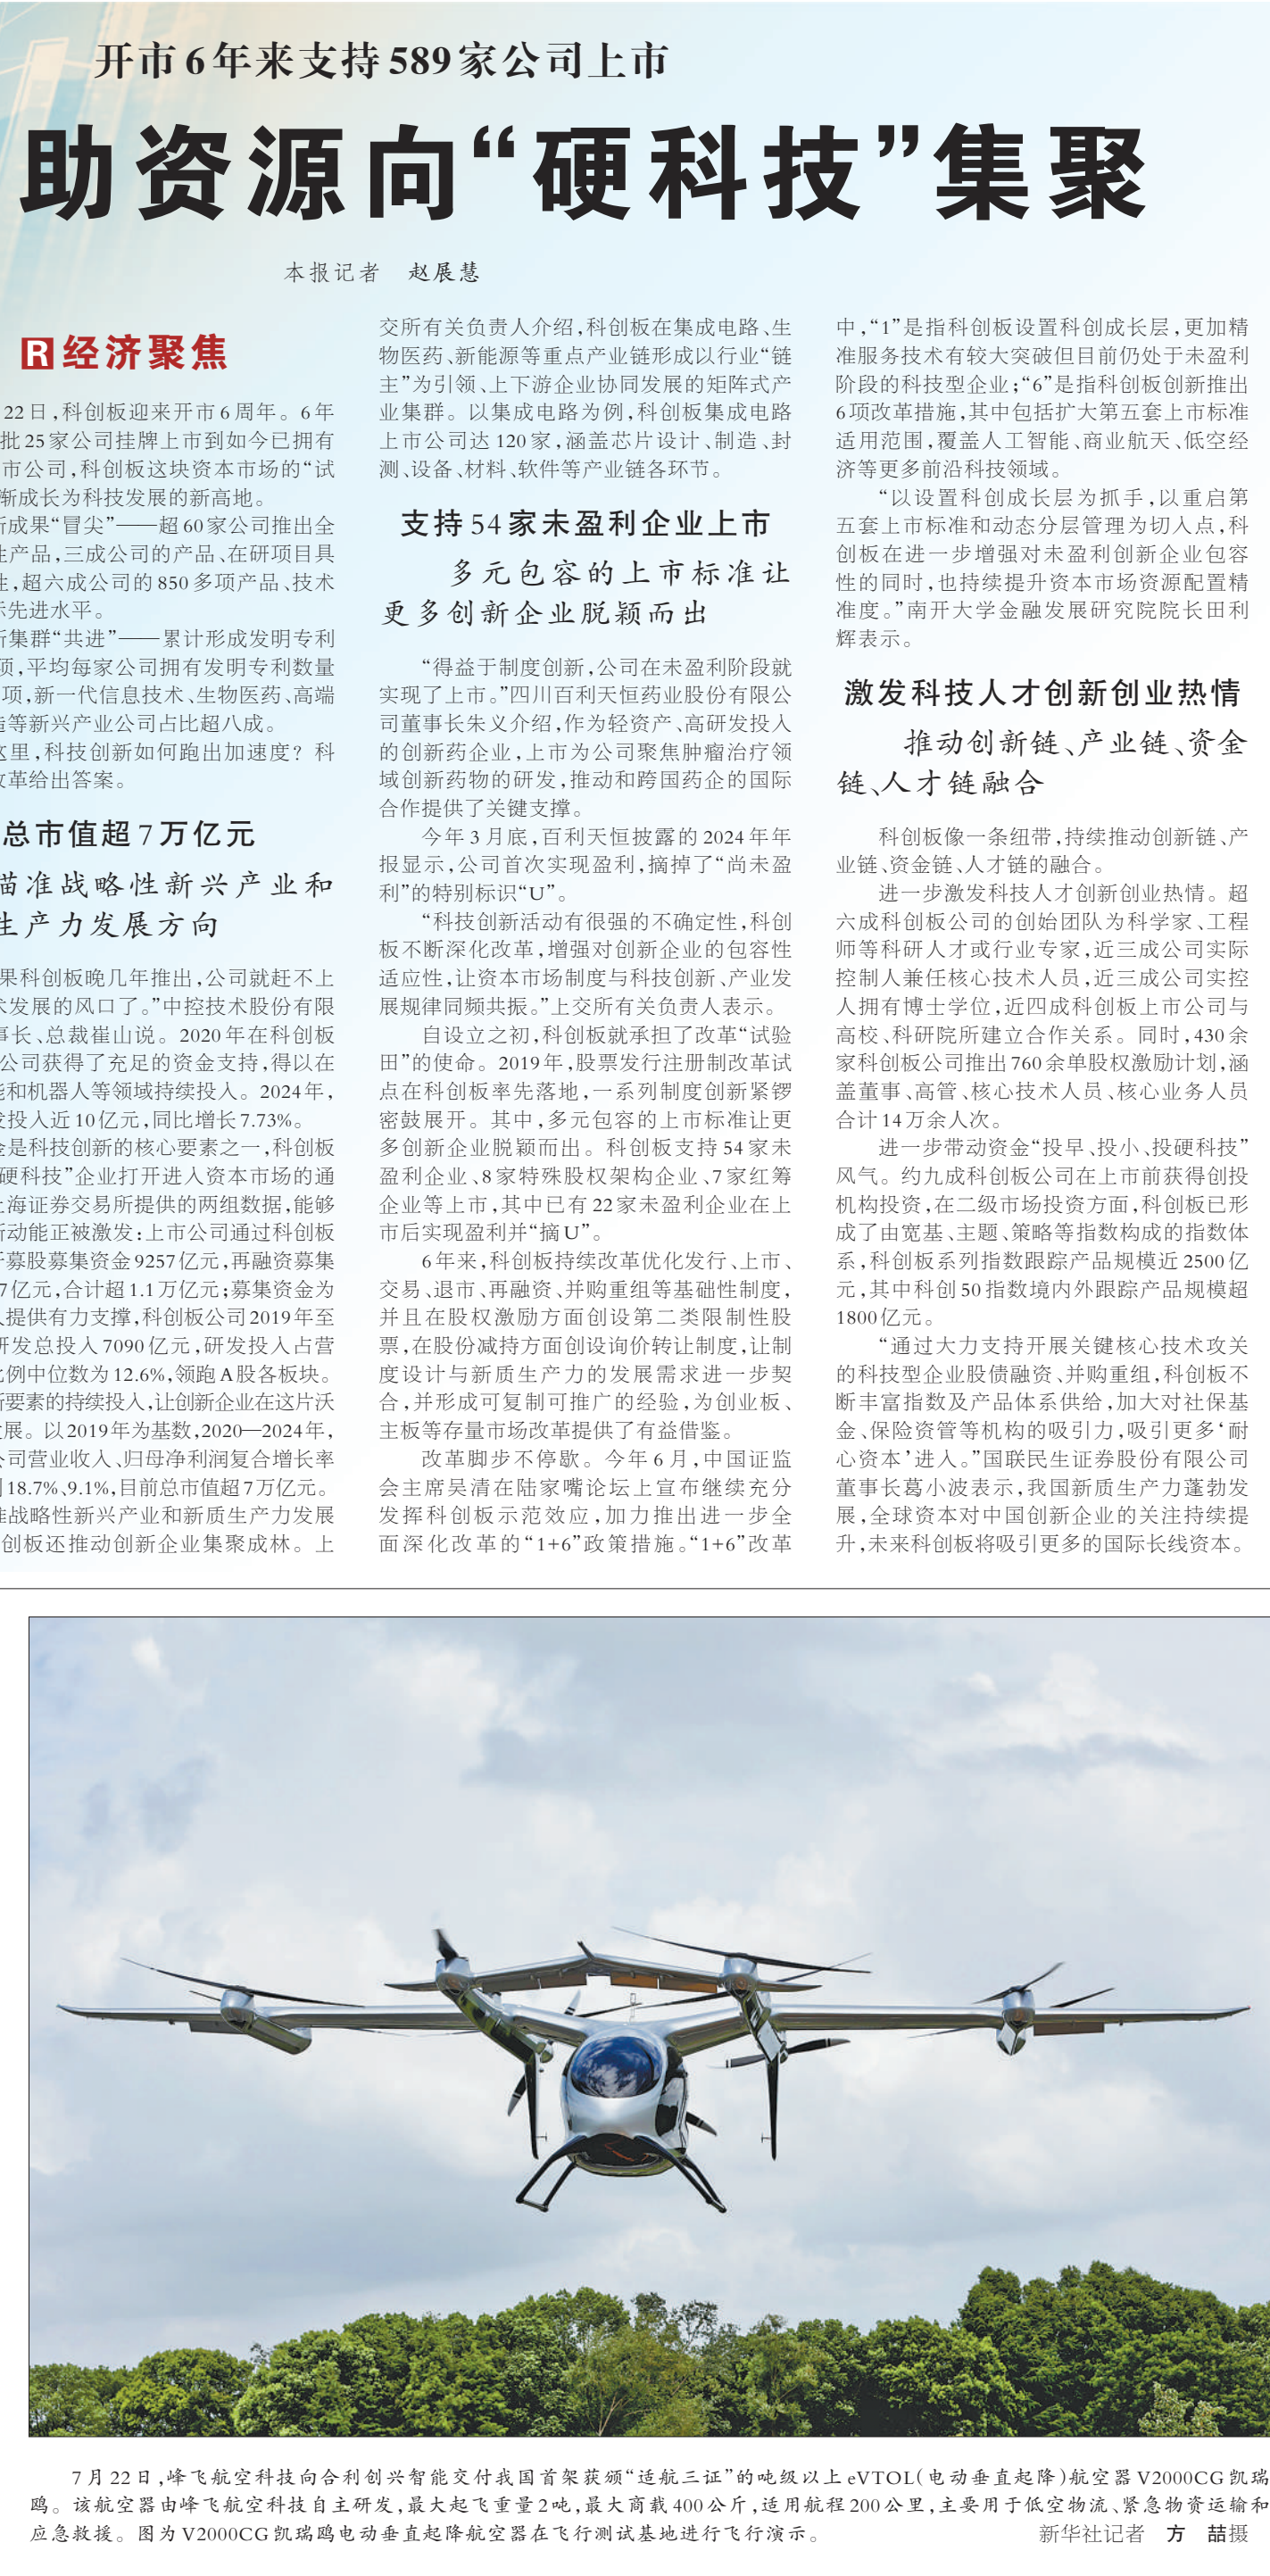 开市6年来支持589家公司上市
助资源向“硬科技”集聚
本报记者 赵展慧
R 经济聚焦
22日,科创板迎来开市6周年。6年
批25家公司挂牌上市到如今已拥有
市公司,科创板这块资本市场的“试
渐成长为科技发展的新高地。
新成果“冒尖”——超60家公司推出全
性产品,三成公司的产品、在研项目具
性,超六成公司的850多项产品、技术
际先进水平。
新集群“共进”——累计形成发明专利
项,平均每家公司拥有发明专利数量
项,新一代信息技术、生物医药、高端
造等新兴产业公司占比超八成。
这里,科技创新如何跑出加速度?科
改革给出答案。
总市值超7万亿元
瞄准战略性新兴产业和
生产力发展方向
果科创板晚几年推出,公司就赶不上
术发展的风口了。”中控技术股份有限
事长、总裁崔山说。2020年在科创板
公司获得了充足的资金支持,得以在
能和机器人等领域持续投入。2024年,
发投入近10亿元,同比增长7.73%。
金是科技创新的核心要素之一,科创板
硬科技”企业打开进入资本市场的通
上海证券交易所提供的两组数据,能够
新动能正被激发:上市公司通过科创板
开募股募集资金9257亿元,再融资募集
7亿元,合计超1.1万亿元;募集资金为
入提供有力支撑,科创板公司2019年至
研发总投入7090亿元,研发投入占营
比例中位数为12.6%,领跑A股各板块。
新要素的持续投入,让创新企业在这片沃
发展。以2019年为基数,2020—2024年,
公司营业收入、归母净利润复合增长率
到18.7%、9.1%,目前总市值超7万亿元。
准战略性新兴产业和新质生产力发展
创板还推动创新企业集聚成林。上
交所有关负责人介绍,科创板在集成电路、生
物医药、新能源等重点产业链形成以行业“链
主”为引领、上下游企业协同发展的矩阵式产
业集群。以集成电路为例,科创板集成电路
上市公司达120家,涵盖芯片设计、制造、封
测、设备、材料、软件等产业链各环节。
支持54家未盈利企业上市
多元包容的上市标准让
更多创新企业脱颖而出
“得益于制度创新,公司在未盈利阶段就
实现了上市。”四川百利天恒药业股份有限公
司董事长朱义介绍,作为轻资产、高研发投入
的创新药企业,上市为公司聚焦肿瘤治疗领
域创新药物的研发,推动和跨国药企的国际
合作提供了关键支撑。
今年3月底,百利天恒披露的2024年年
报显示,公司首次实现盈利,摘掉了“尚未盈
利”的特别标识“U”。
“科技创新活动有很强的不确定性,科创
板不断深化改革,增强对创新企业的包容性
适应性,让资本市场制度与科技创新、产业发
展规律同频共振。”上交所有关负责人表示。
自设立之初,科创板就承担了改革“试验
田”的使命。2019年,股票发行注册制改革试
点在科创板率先落地,一系列制度创新紧锣
密鼓展开。其中,多元包容的上市标准让更
多创新企业脱颖而出。科创板支持54家未
盈利企业、8家特殊股权架构企业、7家红筹
企业等上市,其中已有22家未盈利企业在上
市后实现盈利并“摘U”。
6年来,科创板持续改革优化发行、上市、
交易、退市、再融资、并购重组等基础性制度,
并且在股权激励方面创设第二类限制性股
票,在股份减持方面创设询价转让制度,让制
度设计与新质生产力的发展需求进一步契
合,并形成可复制可推广的经验,为创业板、
主板等存量市场改革提供了有益借鉴。
改革脚步不停歇。今年6月,中国证监
会主席吴清在陆家嘴论坛上宣布继续充分
发挥科创板示范效应,加力推出进一步全
面深化改革的“1+6”政策措施。“1+6”改革
中,“1”是指科创板设置科创成长层,更加精
准服务技术有较大突破但目前仍处于未盈利
阶段的科技型企业;“6”是指科创板创新推出
6项改革措施,其中包括扩大第五套上市标准
适用范围,覆盖人工智能、商业航天、低空经
济等更多前沿科技领域。
“以设置科创成长层为抓手,以重启第
五套上市标准和动态分层管理为切入点,科
创板在进一步增强对未盈利创新企业包容
性的同时,也持续提升资本市场资源配置精
准度。”南开大学金融发展研究院院长田利
辉表示。
激发科技人才创新创业热情
推动创新链、产业链、资金
链、人才链融合
科创板像一条纽带,持续推动创新链、产
业链、资金链、人才链的融合。
进一步激发科技人才创新创业热情。超
六成科创板公司的创始团队为科学家、工程
师等科研人才或行业专家,近三成公司实际
控制人兼任核心技术人员,近三成公司实控
人拥有博士学位,近四成科创板上市公司与
高校、科研院所建立合作关系。同时,430余
家科创板公司推出760余单股权激励计划,涵
盖董事、高管、核心技术人员、核心业务人员
合计14万余人次。
进一步带动资金“投早、投小、投硬科技”
风气。约九成科创板公司在上市前获得创投
机构投资,在二级市场投资方面,科创板已形
成了由宽基、主题、策略等指数构成的指数体
系,科创板系列指数跟踪产品规模近2500亿
元,其中科创50指数境内外跟踪产品规模超
1800亿元。
“通过大力支持开展关键核心技术攻关
的科技型企业股债融资、并购重组,科创板不
断丰富指数及产品体系供给,加大对社保基
金、保险资管等机构的吸引力,吸引更多‘耐
心资本’进入。”国联民生证券股份有限公司
董事长葛小波表示,我国新质生产力蓬勃发
展,全球资本对中国创新企业的关注持续提
升,未来科创板将吸引更多的国际长线资本。
7月22日,峰飞航空科技向合利创兴智能交付我国首架获颁“适航三证”的吨级以上eVTOL(电动垂直起降)航空器V2000CG凯瑞
鸥。该航空器由峰飞航空科技自主研发,最大起飞重量2吨,最大商载400公斤,适用航程200公里,主要用于低空物流、紧急物资运输和
应急救援。图为V2000CG凯瑞鸥电动垂直起降航空器在飞行测试基地进行飞行演示。
新华社记者 方 喆摄